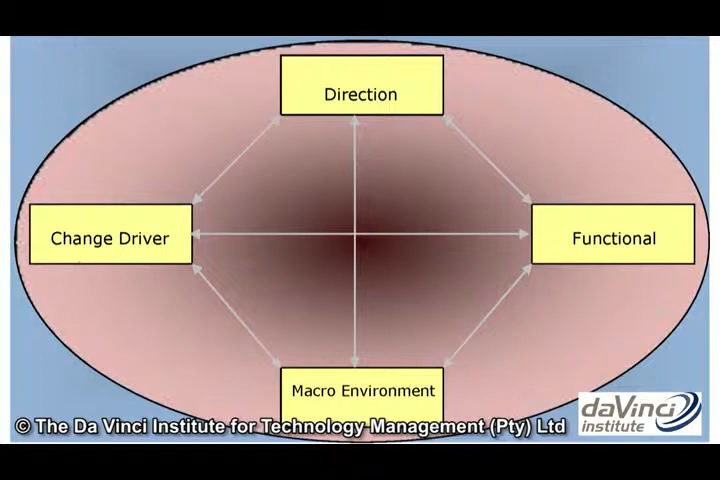 Direction
Change Driver
Functional
Macro Environment
© The Da Vinci Institute for Technology Management (Pty) Ltd
daVinci
institute